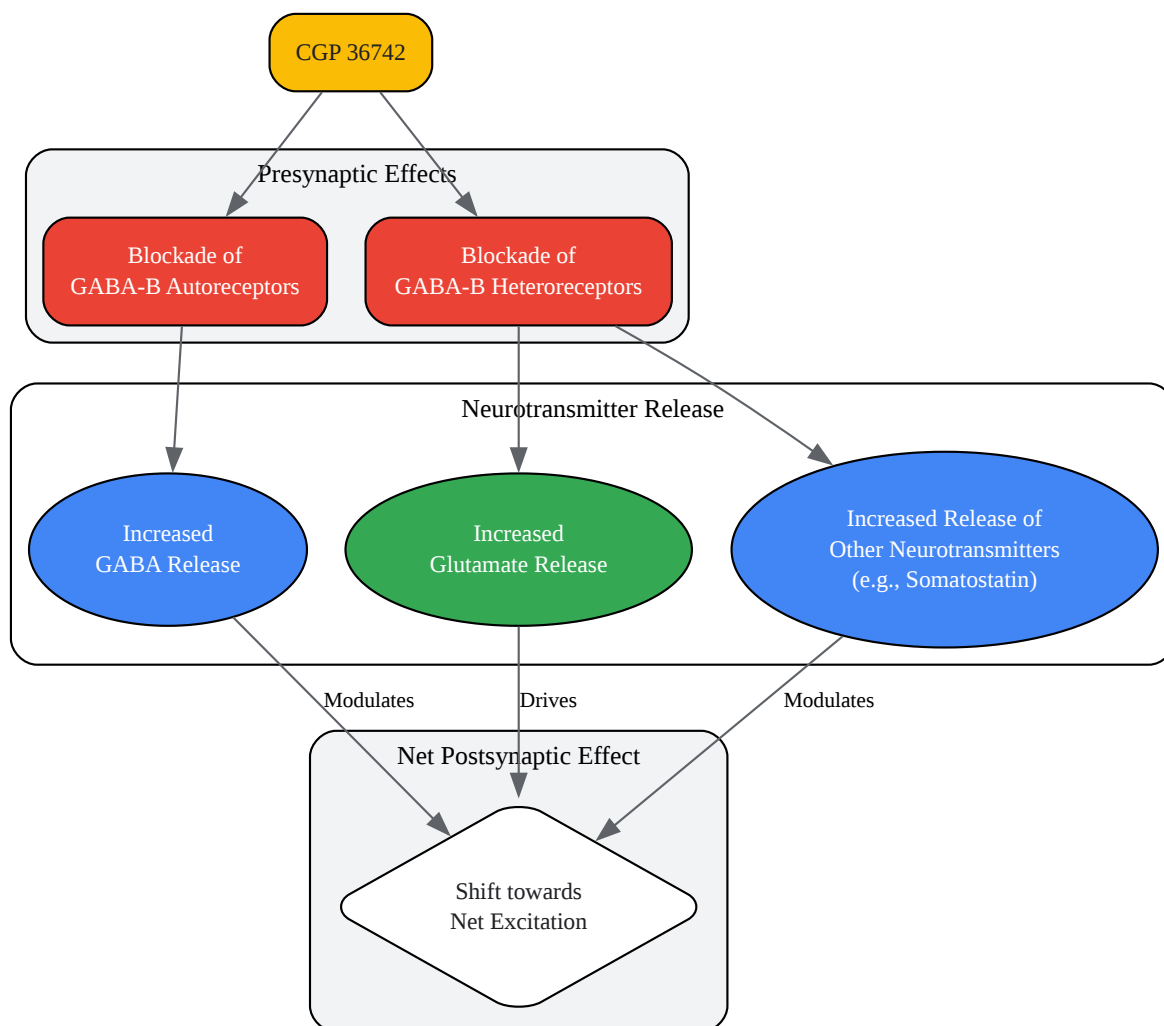 CGP 36742
Presynaptic Effects
Blockade of
GABA-B Autoreceptors
Blockade of
GABA-B Heteroreceptors
Neurotransmitter Release
Increased
GABA Release
Increased
Glutamate Release
Increased Release of
Other Neurotransmitters
(e.g., Somatostatin)
Modulates
Drives
Modulates
Net Postsynaptic Effect
Shift towards
Net Excitation